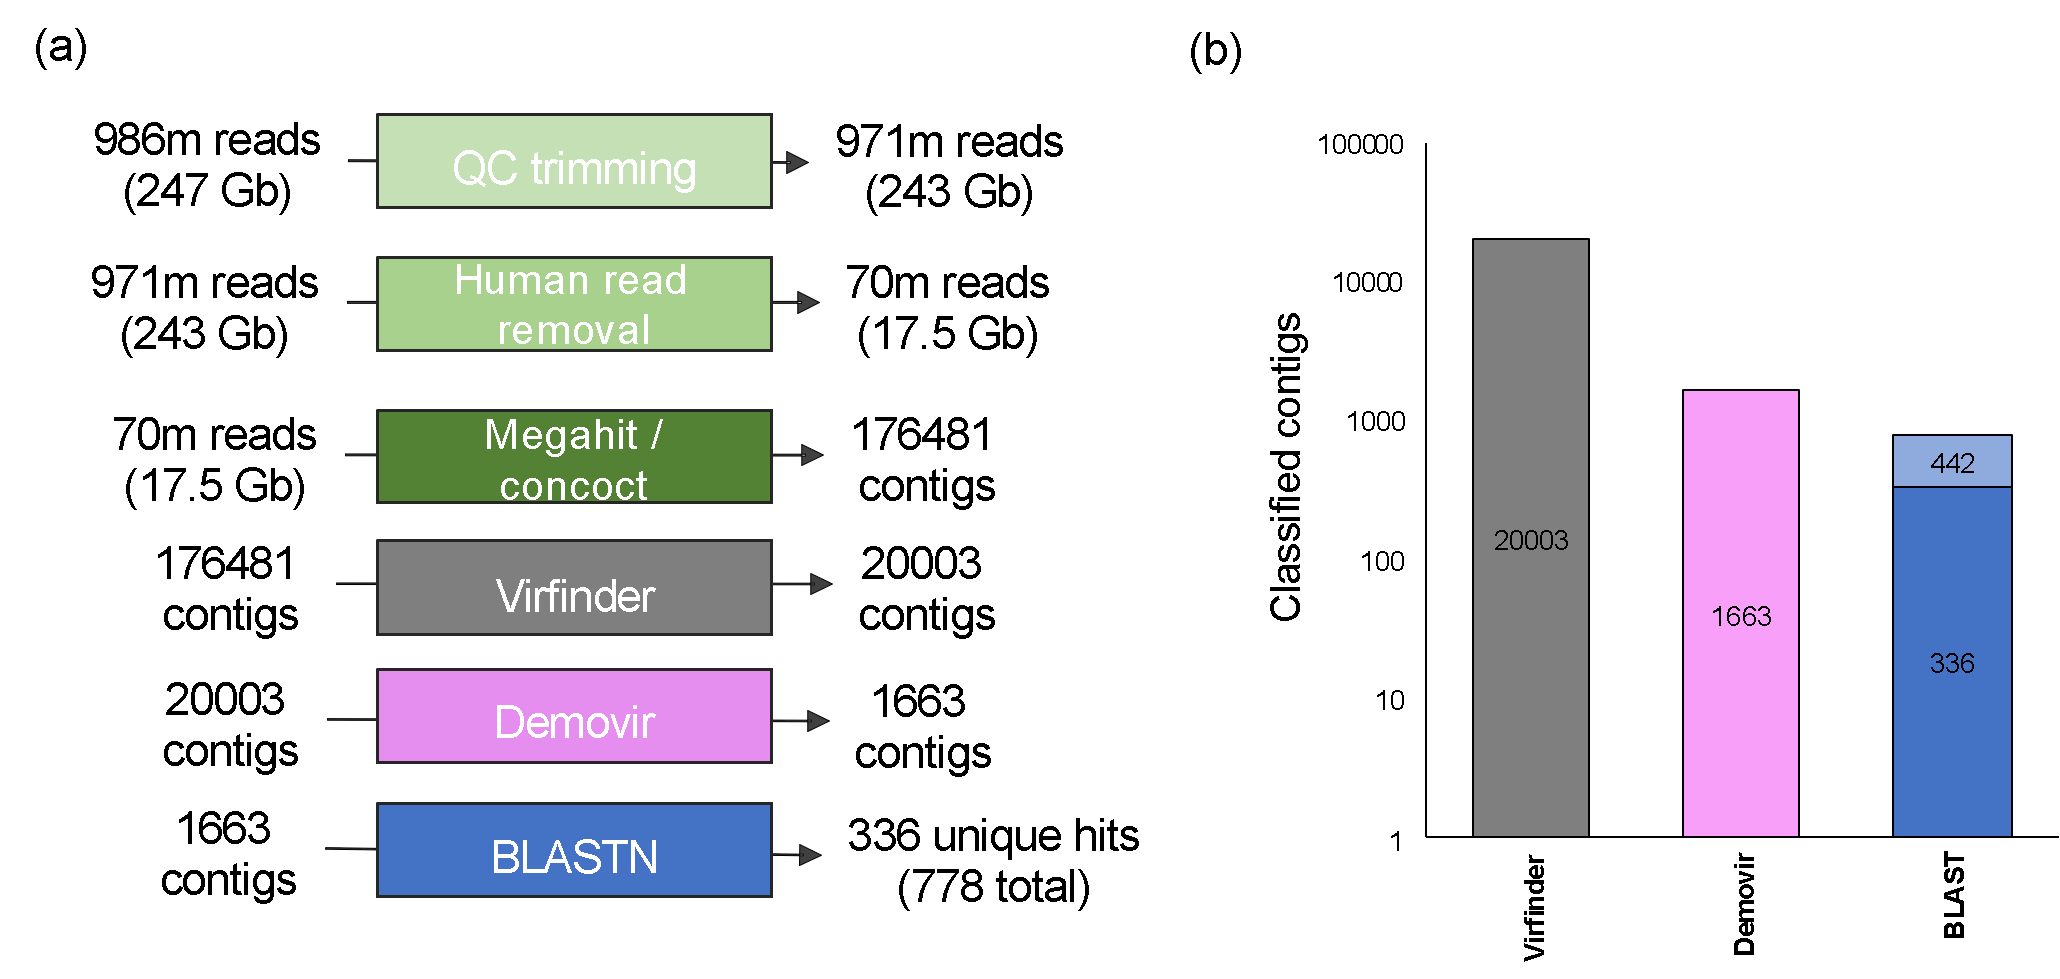 (a)
986m reads
(247 Gb)
QC trimming
971m reads
(243 Gb)
971m reads
(243 Gb)
Human read
removal
70m reads
(17.5 Gb)
70m reads
(17.5 Gb)
Megahit /
concoct
176481
contigs
176481
contigs
Virfinder
20003
contigs
20003
contigs
Demovir
1663
contigs
1663
contigs
BLASTN
336 unique hits
(778 total)
(b)
Classified contigs
100000
10000
1000
100
10
1
20003
1663
442
336
Virfinder
Demovir
BLAST